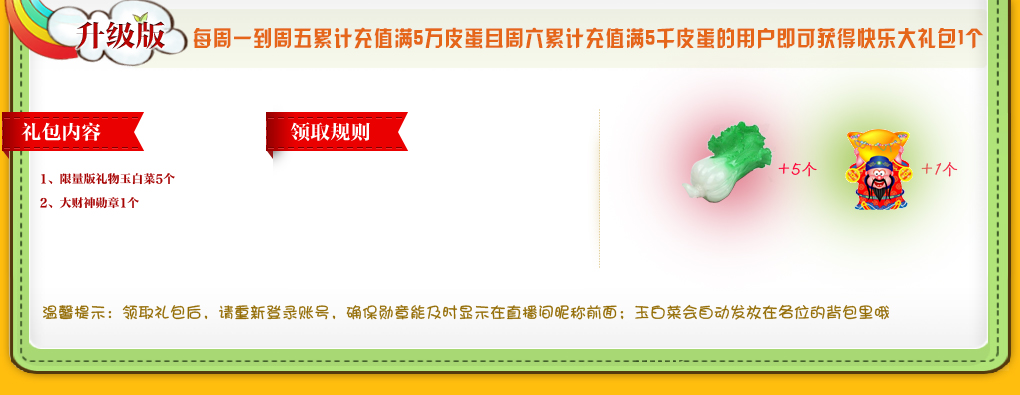 升级版
每周一到周五累计充值满5万皮蛋且周六累计充值满5千皮蛋的用户即可获得快乐大礼包1个
礼包内容
领取规则
1、限量版礼物玉白菜5个
2、大财神勋章1个
+5个
+1个
温馨提示：领取礼包后，请重新登录账号，确保勋章能及时显示在直播间昵称前面；玉白菜会自动发放在各位的背包里哦